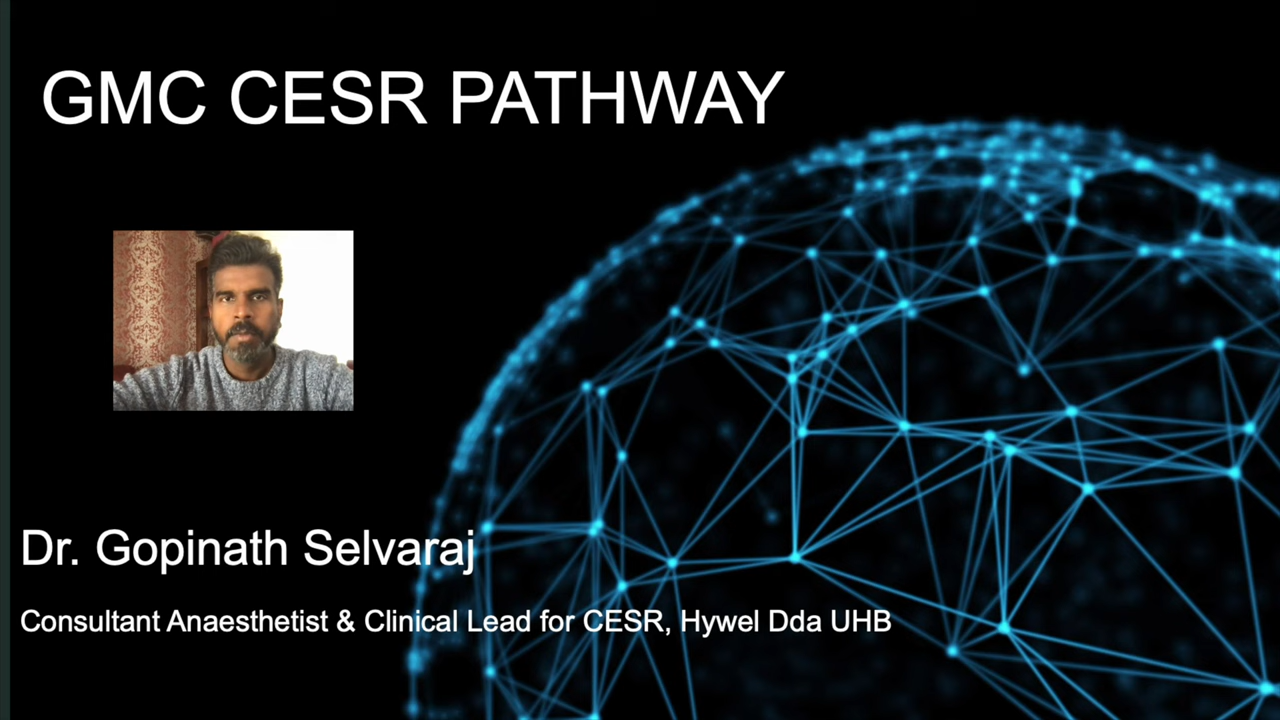 GMC CESR PATHWAY
Dr. Gopinath Selvaraj
Consultant Anaesthetist & Clinical Lead for CESR, Hywel Dda UHB